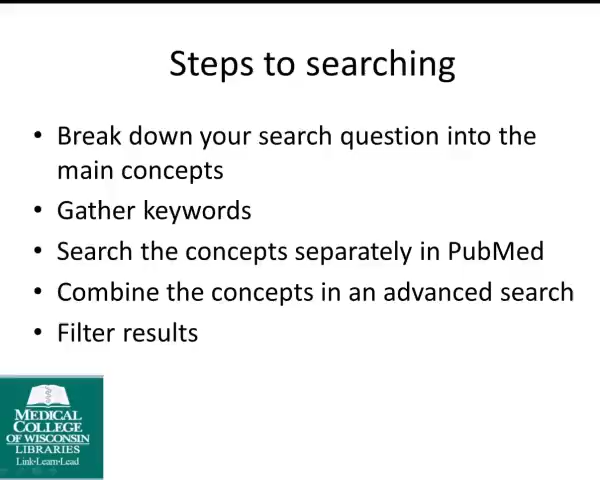 Steps to searching
• Break down your search question into the
main concepts
• Gather keywords
• Search the concepts separately in PubMed
• Combine the concepts in an advanced search
• Filter results
MEDICAL
COLLEGE
OF WISCONSIN
LIBRARIES
Link•Learn•Lead